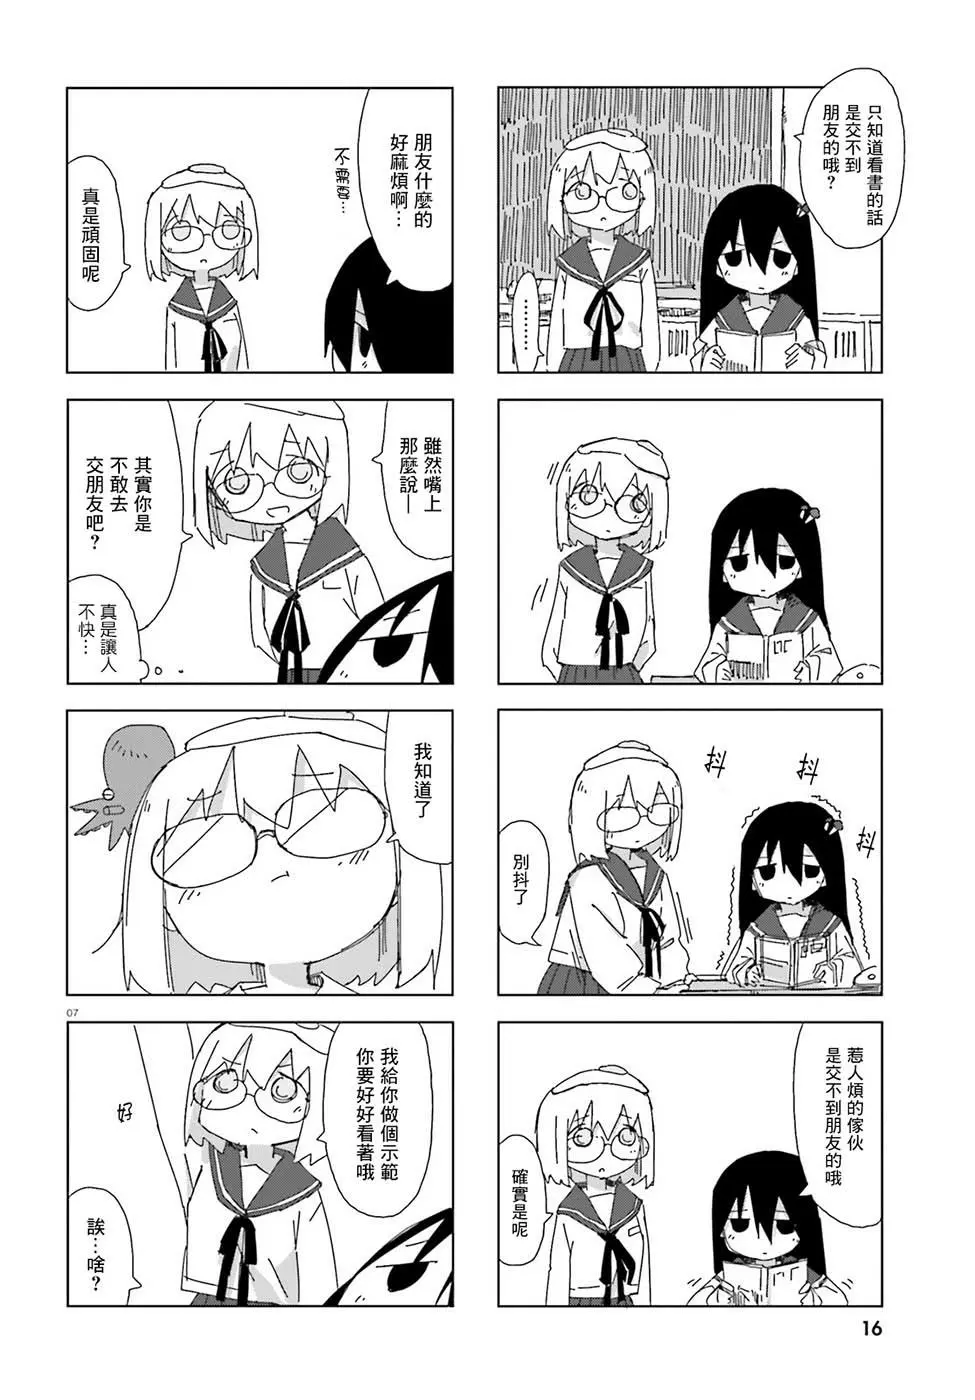 只知道看書的話
是交不到
朋友的哦?
………
抖
抖
抖
別抖了
惹人煩的傢伙
是交不到朋友的哦
確實是呢
朋友什麼的
好麻煩啊…
不需要…
真是頑固呢
雖然嘴上
那麼說—
其實你是
不敢去
交朋友吧?
真是讓人
不快…
我知道了
07
我給你做個示範
你要好好看著哦
好
誒…啥?
16